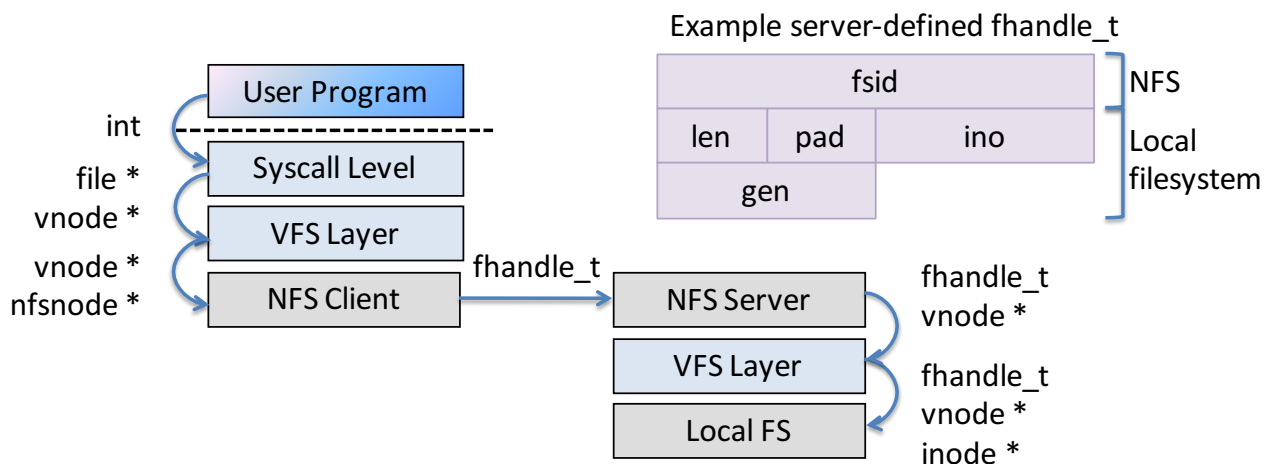 Example server-defined fhandle_t
fsid
NFS
len
pad
ino
Local
filesystem
gen
User Program
int
Syscall Level
file *
vnode *
VFS Layer
vnode *
nfsnode *
NFS Client
fhandle_t
NFS Server
fhandle_t
vnode *
VFS Layer
fhandle_t
vnode *
inode *
Local FS